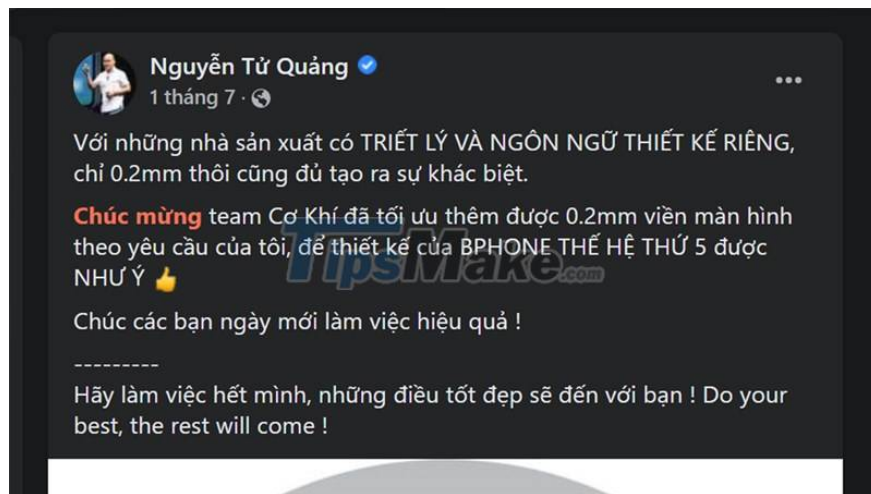 Nguyễn Tử Quảng
1 tháng 7 ·
Với những nhà sản xuất có TRIẾT LÝ VÀ NGÔN NGỮ THIẾT KẾ RIÊNG,
chỉ 0.2mm thôi cũng đủ tạo ra sự khác biệt.
Chúc mừng team Cơ Khí đã tối ưu thêm được 0.2mm viền màn hình
theo yêu cầu của tôi, để thiết kế của BPHONE THẾ HỆ THỨ 5 được
NHƯ Ý 👍
TipsMake.com
Chúc các bạn ngày mới làm việc hiệu quả !
---------
Hãy làm việc hết mình, những điều tốt đẹp sẽ đến với bạn ! Do your
best, the rest will come !